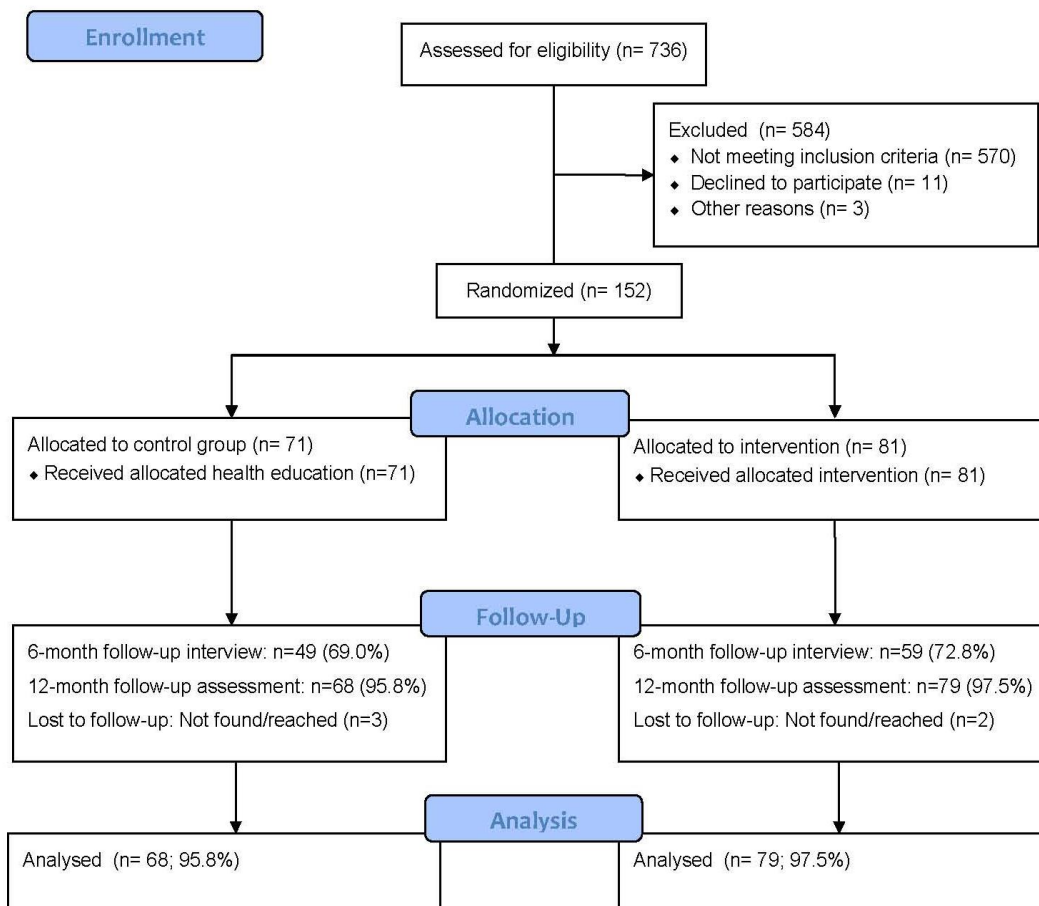 Enrollment
Assessed for eligibility (n= 736)
Excluded (n= 584)
◆ Not meeting inclusion criteria (n= 570)
◆ Declined to participate (n= 11)
◆ Other reasons (n= 3)
Randomized (n= 152)
Allocation
Allocated to control group (n= 71)
◆ Received allocated health education (n=71)
Allocated to intervention (n= 81)
◆ Received allocated intervention (n= 81)
Follow-Up
6-month follow-up interview: n=49 (69.0%)
12-month follow-up assessment: n=68 (95.8%)
Lost to follow-up: Not found/reached (n=3)
6-month follow-up interview: n=59 (72.8%)
12-month follow-up assessment: n=79 (97.5%)
Lost to follow-up: Not found/reached (n=2)
Analysis
Analysed (n= 68; 95.8%)
Analysed (n= 79; 97.5%)